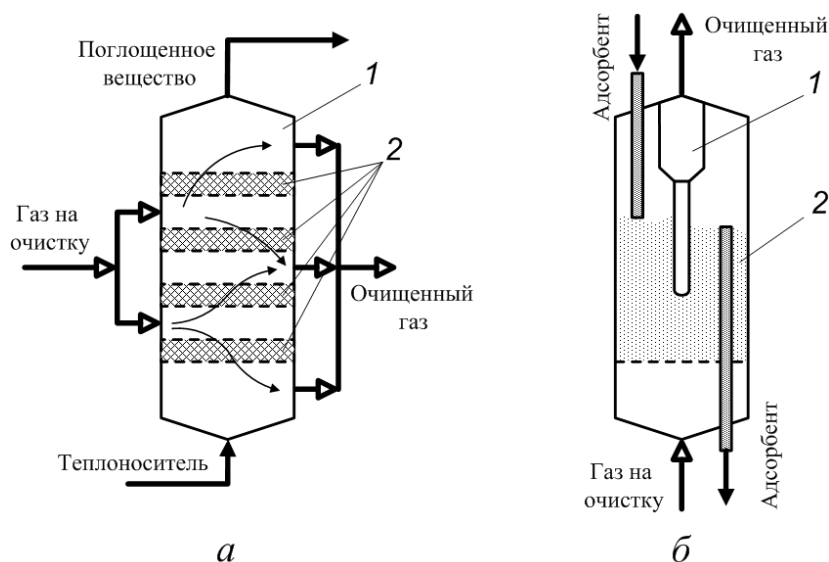 Поглощенное
вещество
1
2
Газ на
очистку
Очищенный
газ
Теплоноситель
а
Адсорбент
Очищенный
газ
1
2
Газ на
очистку
Адсорбент
б